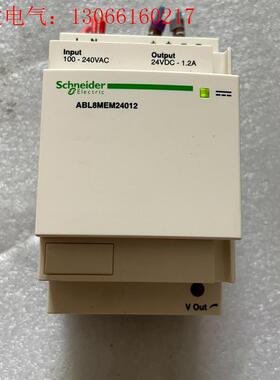 电气：13066160217
Input
100 - 240VAC
Output
24VDC - 1.2A
Schneider
Electric
ABL8MEM24012
V Out